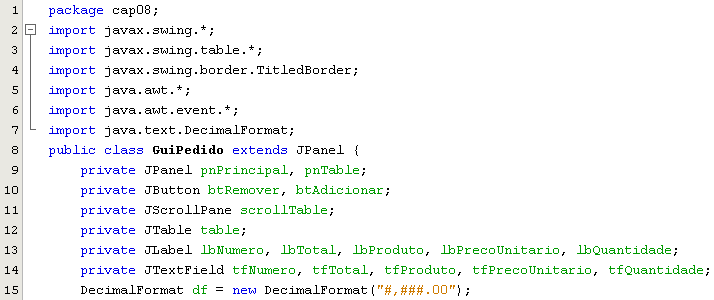 1 package cap08;
2 import javax.swing.*;
3 import javax.swing.table.*;
4 import javax.swing.border.TitledBorder;
5 import java.awt.*;
6 import java.awt.event.*;
7 import java.text.DecimalFormat;
8 public class GuiPedido extends JPanel {
9 private JPanel pnPrincipal, pnTable;
10 private JButton btRemover, btAdicionar;
11 private JScrollPane scrollTable;
12 private JTable table;
13 private JLabel lbNumero, lbTotal, lbProduto, lbPrecoUnitario, lbQuantidade;
14 private JTextField tfNumero, tfTotal, tfProduto, tfPrecoUnitario, tfQuantidade;
15 DecimalFormat df = new DecimalFormat("#,###.00");